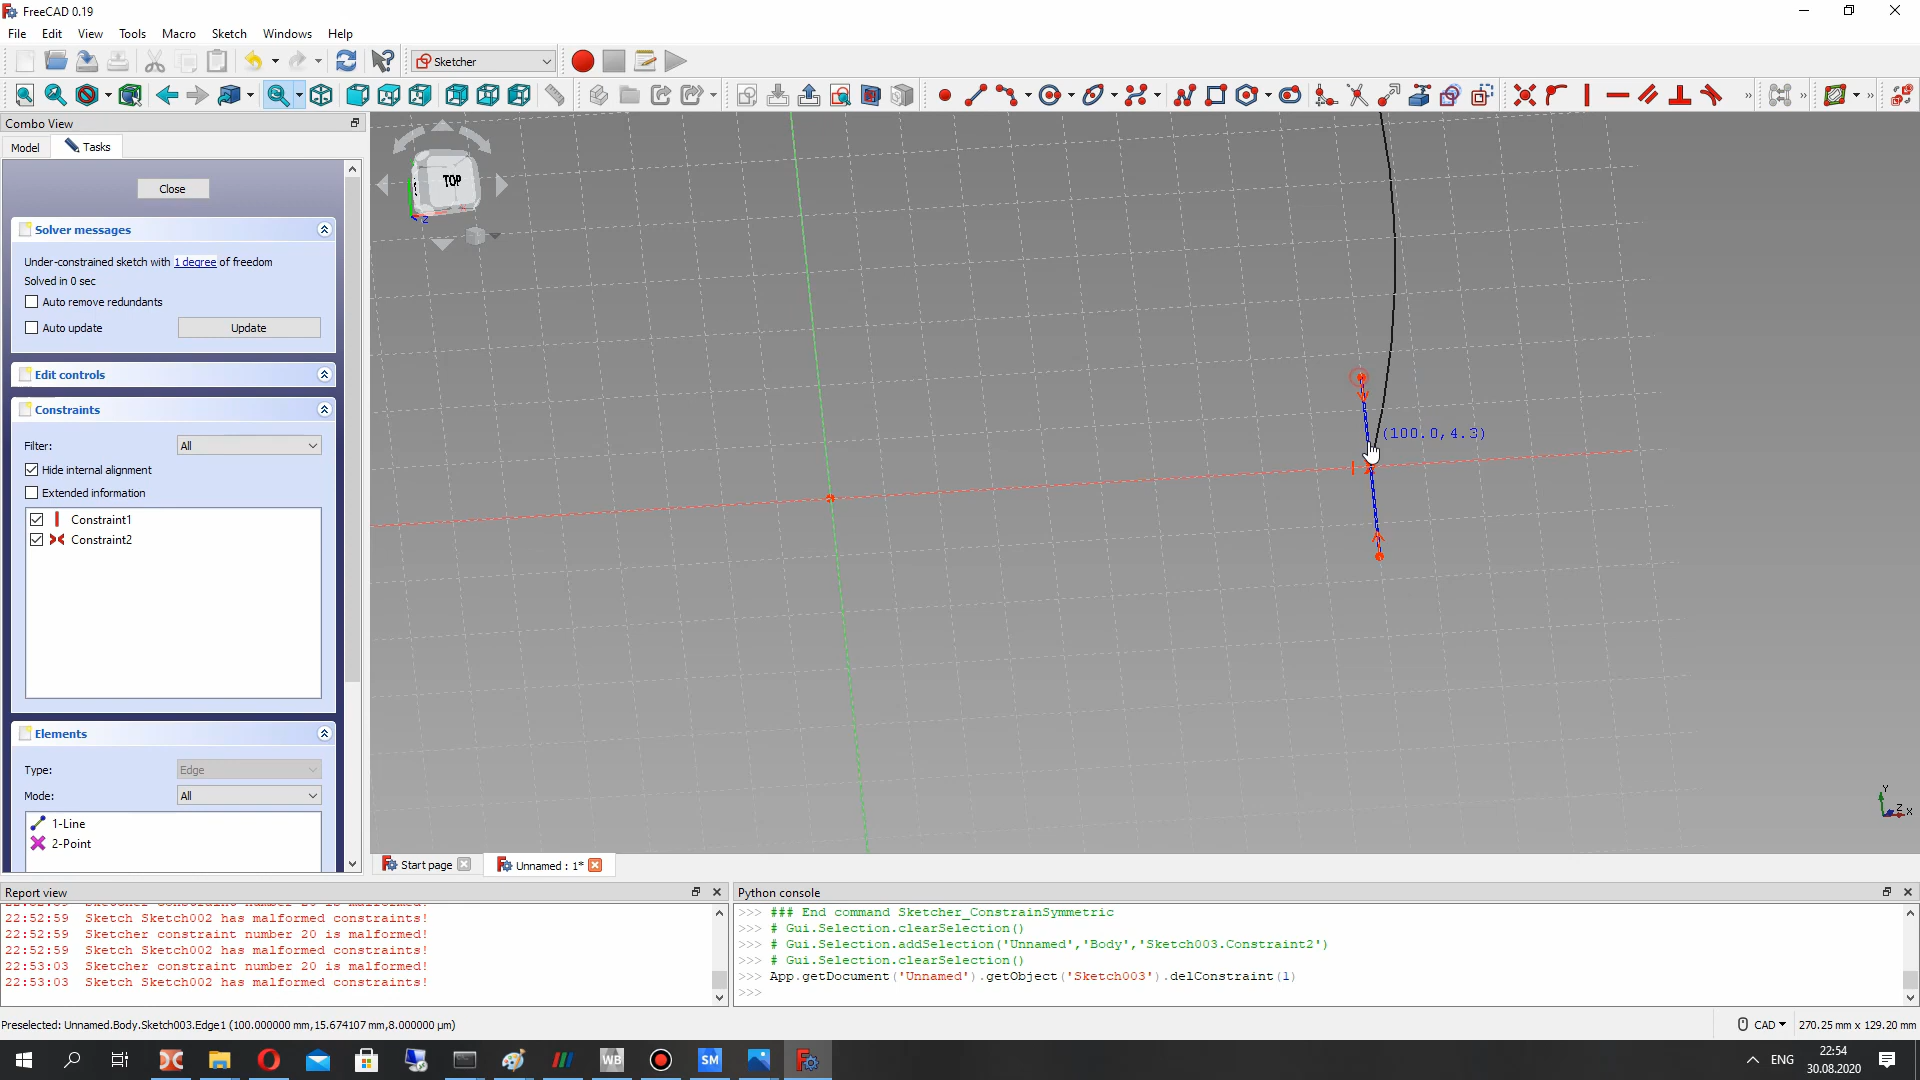 FreeCAD 0.19
File Edit View Tools Macro Sketch Windows Help
Sketcher
Combo View
Model Tasks
Close
Solver messages
Under-constrained sketch with 1 degree of freedom
Solved in 0 sec
Auto remove redundants
Auto update Update
Edit controls
Constraints
Filter: All
Hide internal alignment
Extended information
Constraint1
Constraint2
Elements
Type: Edge
Mode: All
1-Line
2-Point
TOP
Z
(100.0,4.3)
Y
Z
X
Start page Unnamed : 1*
Report view
22:52:59 Sketch Sketch002 has malformed constraints!
22:52:59 Sketcher constraint number 20 is malformed!
22:52:59 Sketch Sketch002 has malformed constraints!
22:53:03 Sketcher constraint number 20 is malformed!
22:53:03 Sketch Sketch002 has malformed constraints!
Python console
>>> ### End command Sketcher_ConstrainSymmetric
>>> # Gui.Selection.clearSelection()
>>> # Gui.Selection.addSelection('Unnamed','Body','Sketch003.Constraint2')
>>> # Gui.Selection.clearSelection()
>>> App.getDocument('Unnamed').getObject('Sketch003').delConstraint(1)
>>>
Preselected: Unnamed.Body.Sketch003.Edge1 (100.000000 mm,15.674107 mm,8.000000 µm)
CAD 270.25 mm x 129.20 mm
WB
SM
ENG
22:54
30.08.2020